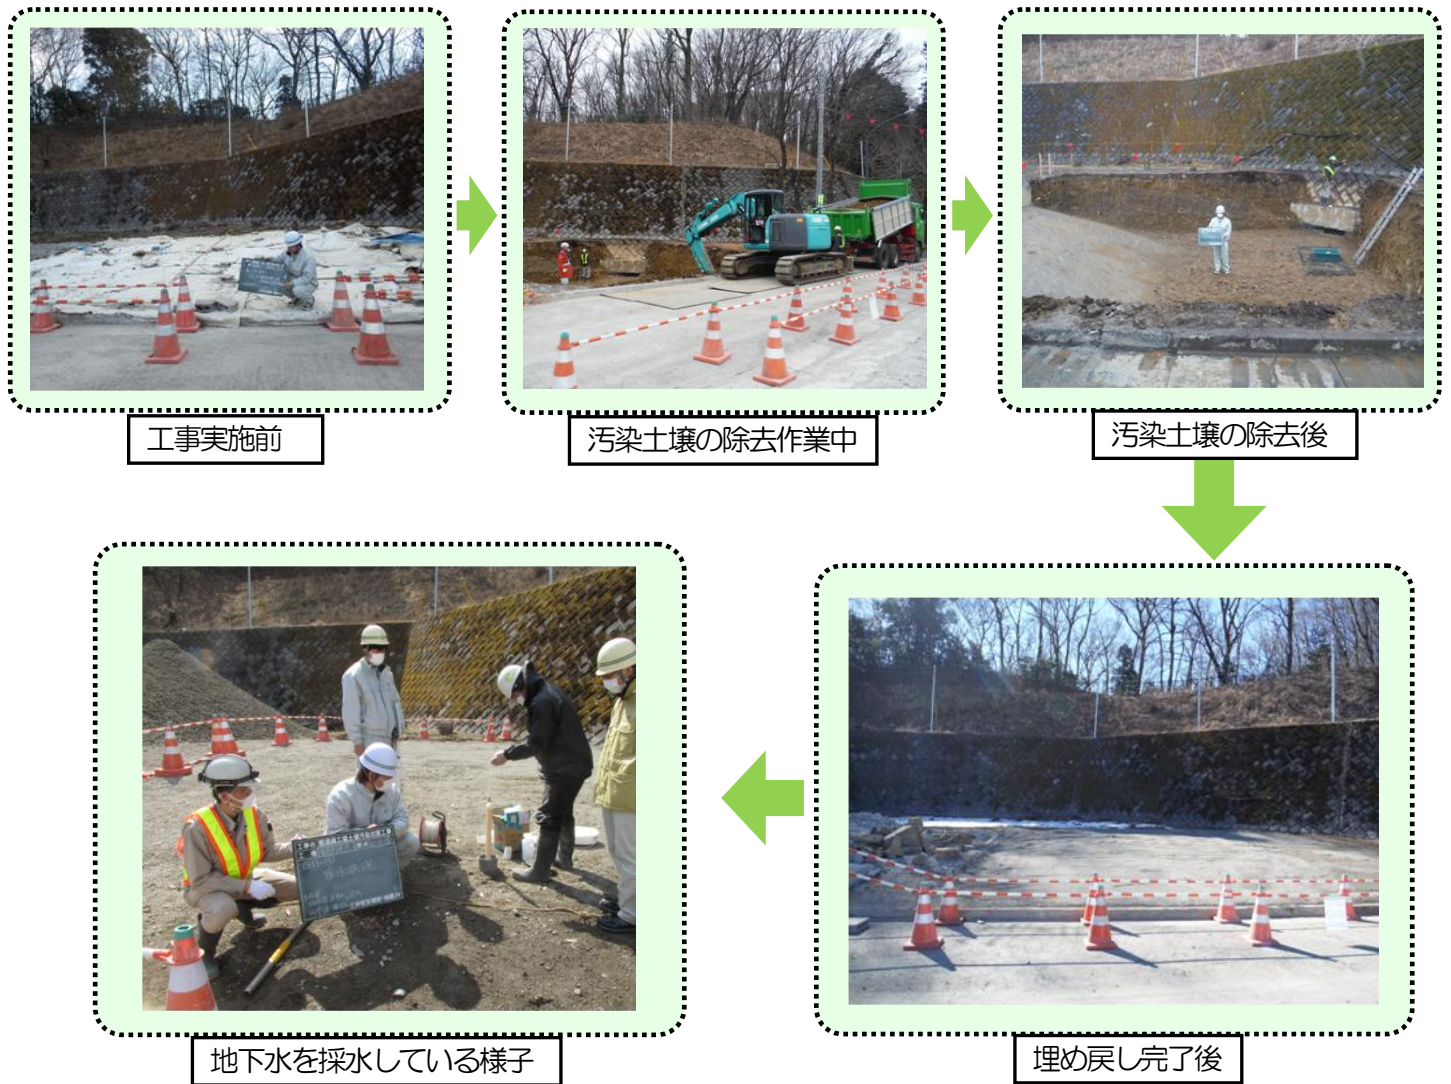 工事実施前
汚染土壌の除去作業中
汚染土壌の除去後
地下水を採水している様子
埋め戻し完了後